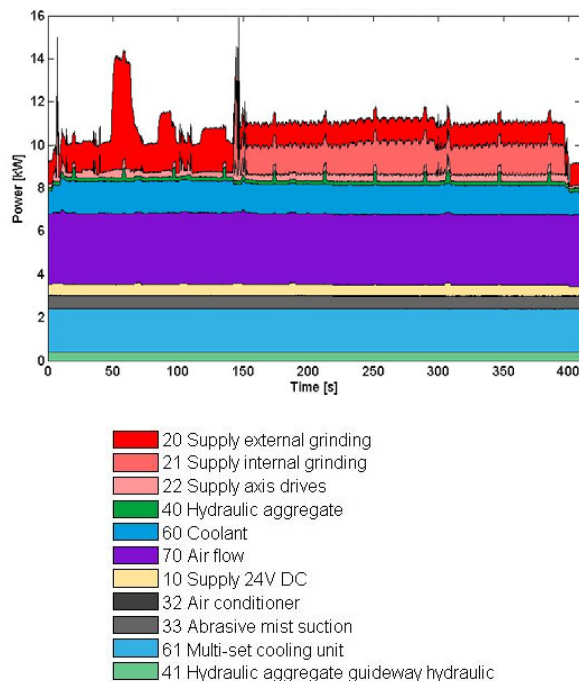 16
14
12
10
8
6
4
2
0
Power [kW]
0 50 100 150 200 250 300 350 400
Time [s]
20 Supply external grinding
21 Supply internal grinding
22 Supply axis drives
40 Hydraulic aggregate
60 Coolant
70 Air flow
10 Supply 24V DC
32 Air conditioner
33 Abrasive mist suction
61 Multi-set cooling unit
41 Hydraulic aggregate guideway hydraulic